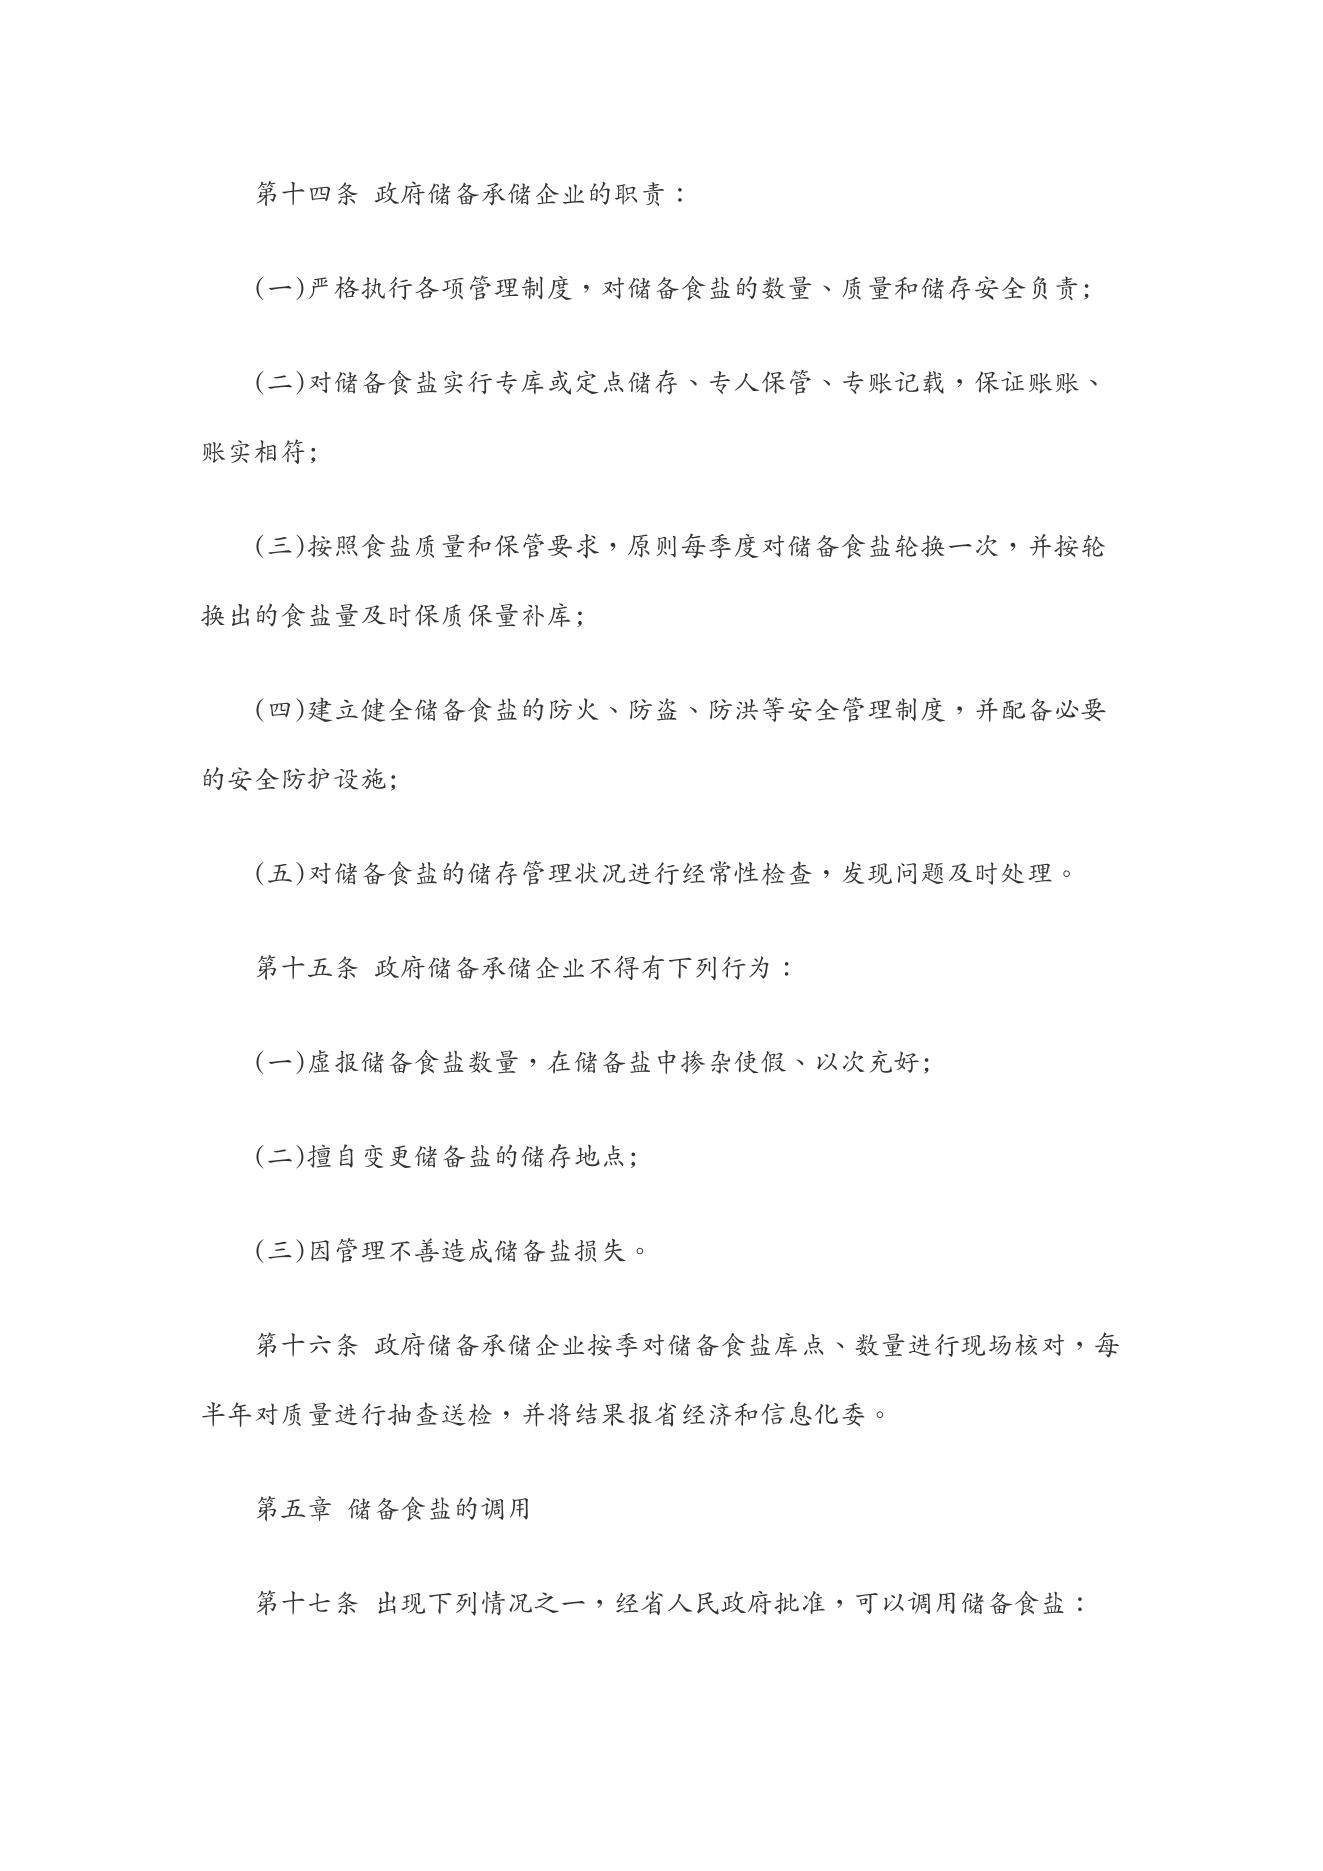 第十四条 政府储备承储企业的职责：
(一)严格执行各项管理制度，对储备食盐的数量、质量和储存安全负责;
(二)对储备食盐实行专库或定点储存、专人保管、专账记载，保证账账、
账实相符;
(三)按照食盐质量和保管要求，原则每季度对储备食盐轮换一次，并按轮
换出的食盐量及时保质保量补库;
(四)建立健全储备食盐的防火、防盗、防洪等安全管理制度，并配备必要
的安全防护设施;
(五)对储备食盐的储存管理状况进行经常性检查，发现问题及时处理。
第十五条 政府储备承储企业不得有下列行为：
(一)虚报储备食盐数量，在储备盐中掺杂使假、以次充好;
(二)擅自变更储备盐的储存地点;
(三)因管理不善造成储备盐损失。
第十六条 政府储备承储企业按季对储备食盐库点、数量进行现场核对，每
半年对质量进行抽查送检，并将结果报省经济和信息化委。
第五章 储备食盐的调用
第十七条 出现下列情况之一，经省人民政府批准，可以调用储备食盐：